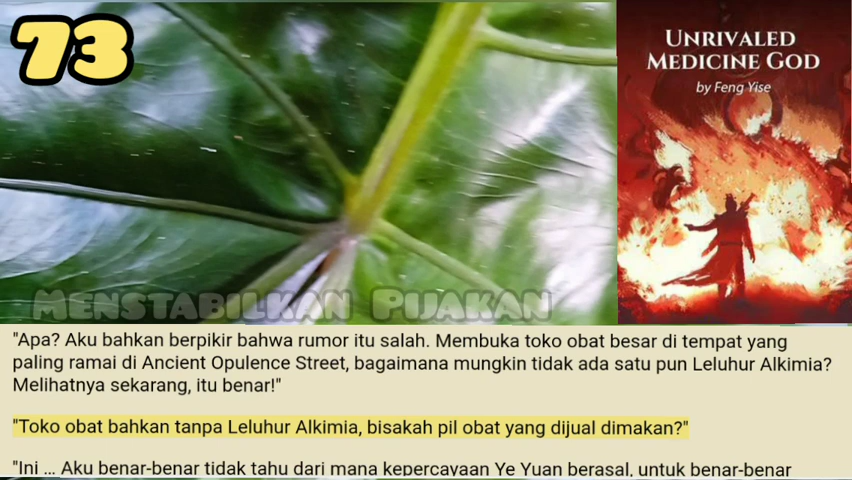 73
UNRIVALED
MEDICINE GOD
by Feng Yise
MENSTABILKAN PIJAKAN
"Apa? Aku bahkan berpikir bahwa rumor itu salah. Membuka toko obat besar di tempat yang
paling ramai di Ancient Opulence Street, bagaimana mungkin tidak ada satu pun Leluhur Alkimia?
Melihatnya sekarang, itu benar!"
"Toko obat bahkan tanpa Leluhur Alkimia, bisakah pil obat yang dijual dimakan?"
"Ini ... Aku benar-benar tidak tahu dari mana kepercayaan Ye Yuan berasal, untuk benar-benar